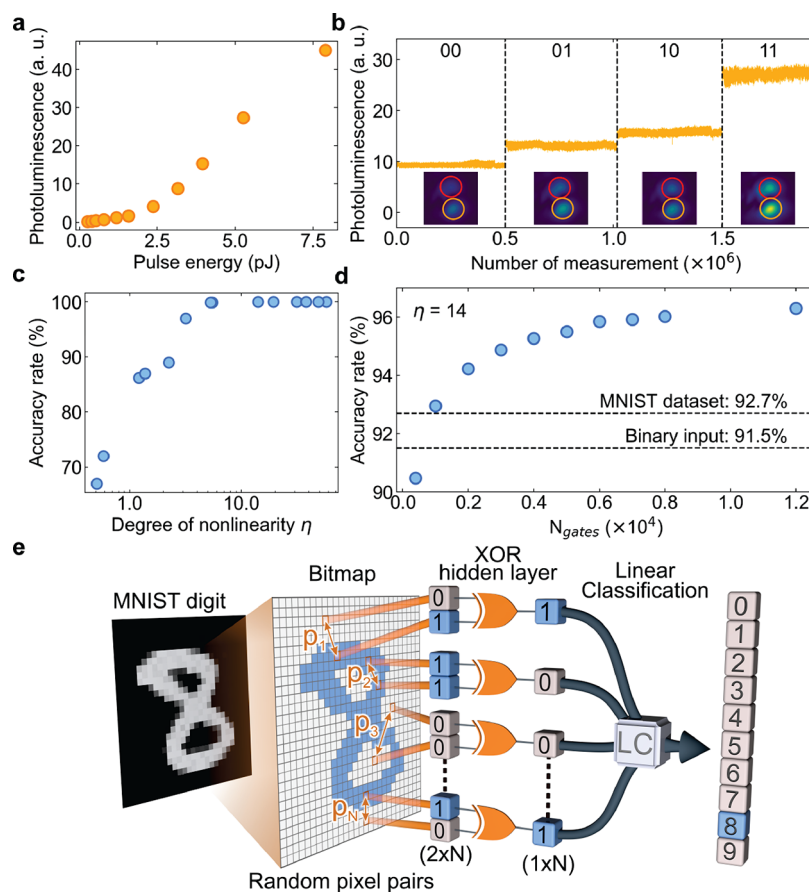 a
Photoluminescence (a. u.)
40
30
20
10
0
0.0
2.5
5.0
7.5
Pulse energy (pJ)
b
Photoluminescence (a. u.)
00
01
10
11
30
20
10
0
0.0
0.5
1.0
1.5
Number of measurement (×10⁶)
c
Accuracy rate (%)
100
90
80
70
1.0
10.0
Degree of nonlinearity η
d
Accuracy rate (%)
η = 14
96
94
92
90
MNIST dataset: 92.7%
Binary input: 91.5%
0.0
0.2
0.4
0.6
0.8
1.0
1.2
N_gates (×10⁴)
e
MNIST digit
Bitmap
XOR
hidden layer
Linear
Classification
p₁
p₂
p₃
p_N
0
1
1
1
1
0
0
0
0
1
0
1
(2xN)
(1xN)
LC
0
1
2
3
4
5
6
7
8
9
Random pixel pairs